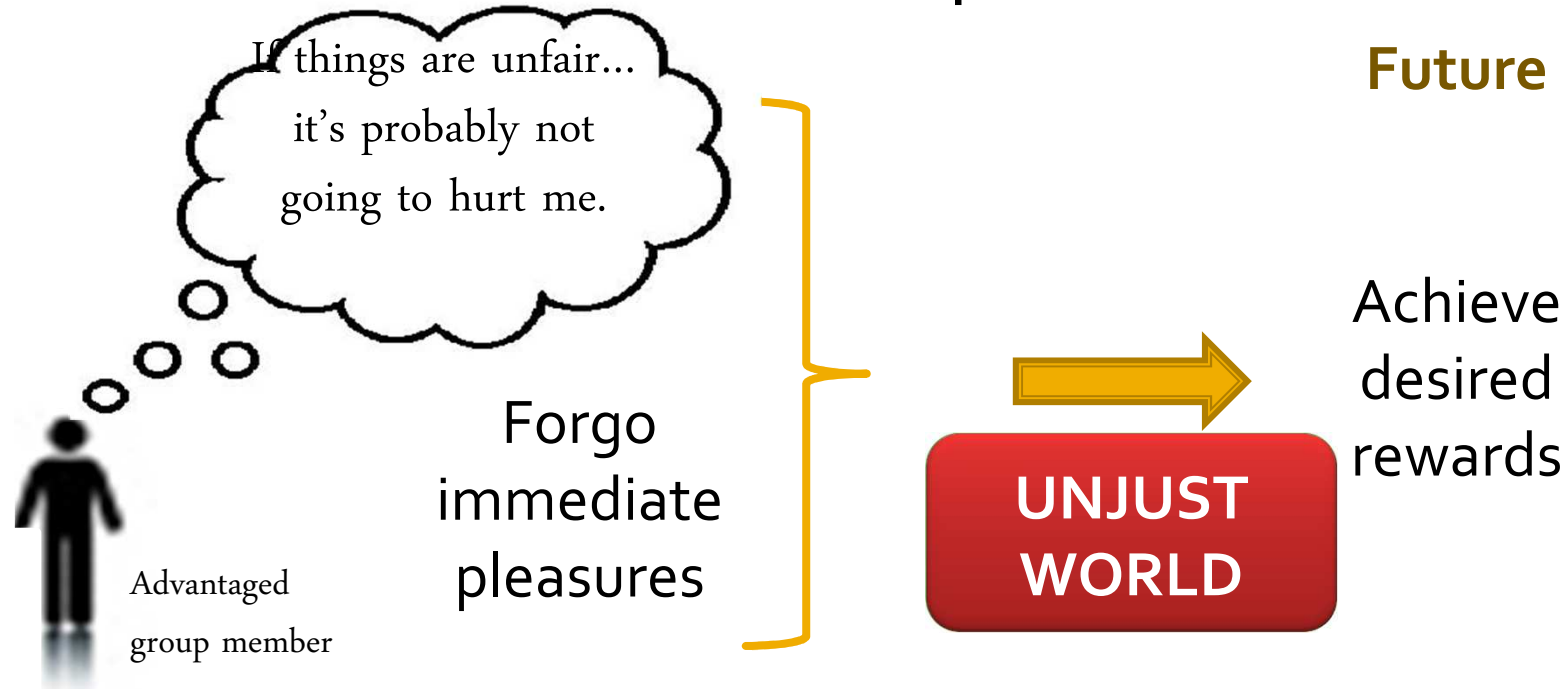 If things are unfair...
it's probably not
going to hurt me.
Future
Forgo
immediate
pleasures
Advantaged
group member
UNJUST
WORLD
Achieve
desired
rewards